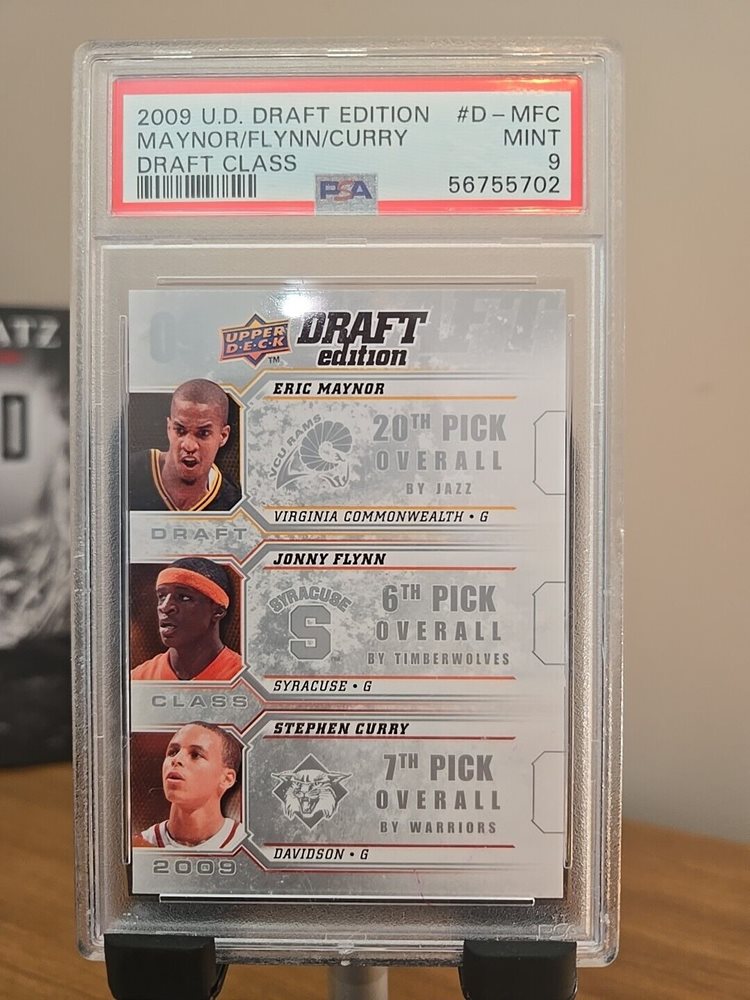 2009 U.D. DRAFT EDITION #D-MFC
MAYNOR/FLYNN/CURRY MINT
DRAFT CLASS 9
PSA 56755702
UPPER DECK TM DRAFT edition
ERIC MAYNOR
VCU RAMS
20TH PICK
OVERALL
BY JAZZ
VIRGINIA COMMONWEALTH • G
DRAFT
JONNY FLYNN
SYRACUSE
S
6TH PICK
OVERALL
BY TIMBERWOLVES
SYRACUSE • G
CLASS
STEPHEN CURRY
7TH PICK
OVERALL
BY WARRIORS
DAVIDSON • G
2009